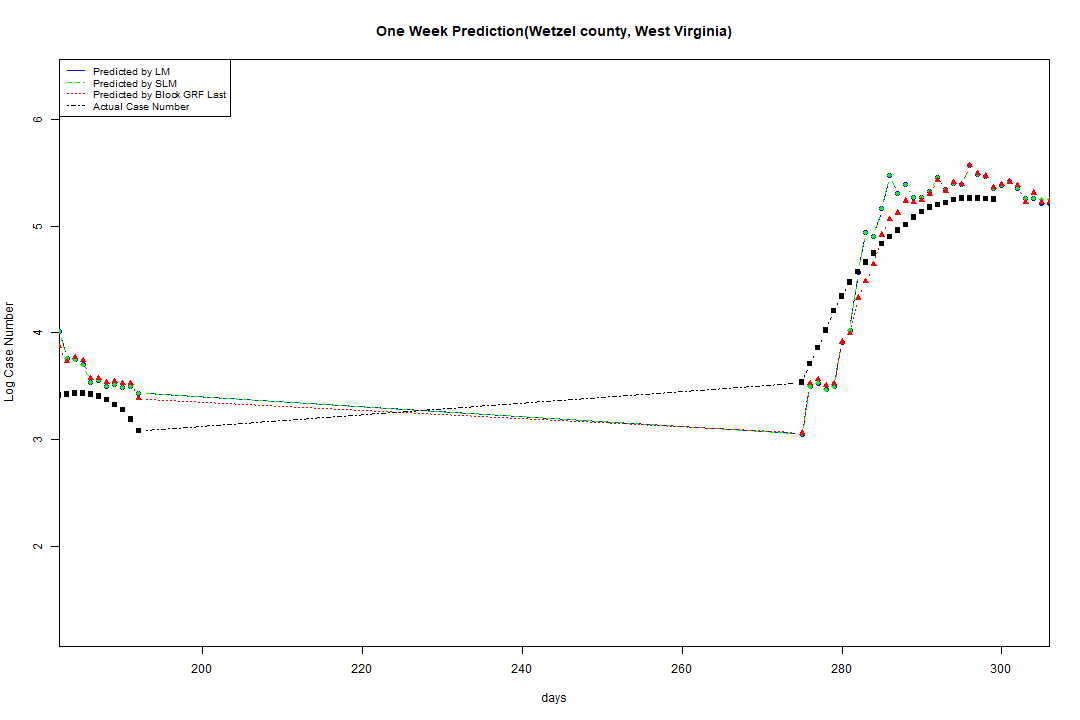 One Week Prediction(Wetzel county, West Virginia)
Predicted by LM
Predicted by SLM
Predicted by Block GRF Last
Actual Case Number
6
5
4
3
2
Log Case Number
200
220
240
260
280
300
days